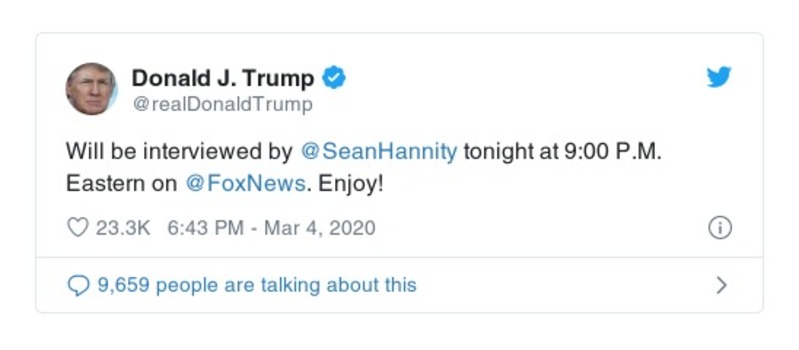 Donald J. Trump
@realDonaldTrump
Will be interviewed by @SeanHannity tonight at 9:00 P.M.
Eastern on @FoxNews. Enjoy!
23.3K 6:43 PM - Mar 4, 2020
9,659 people are talking about this